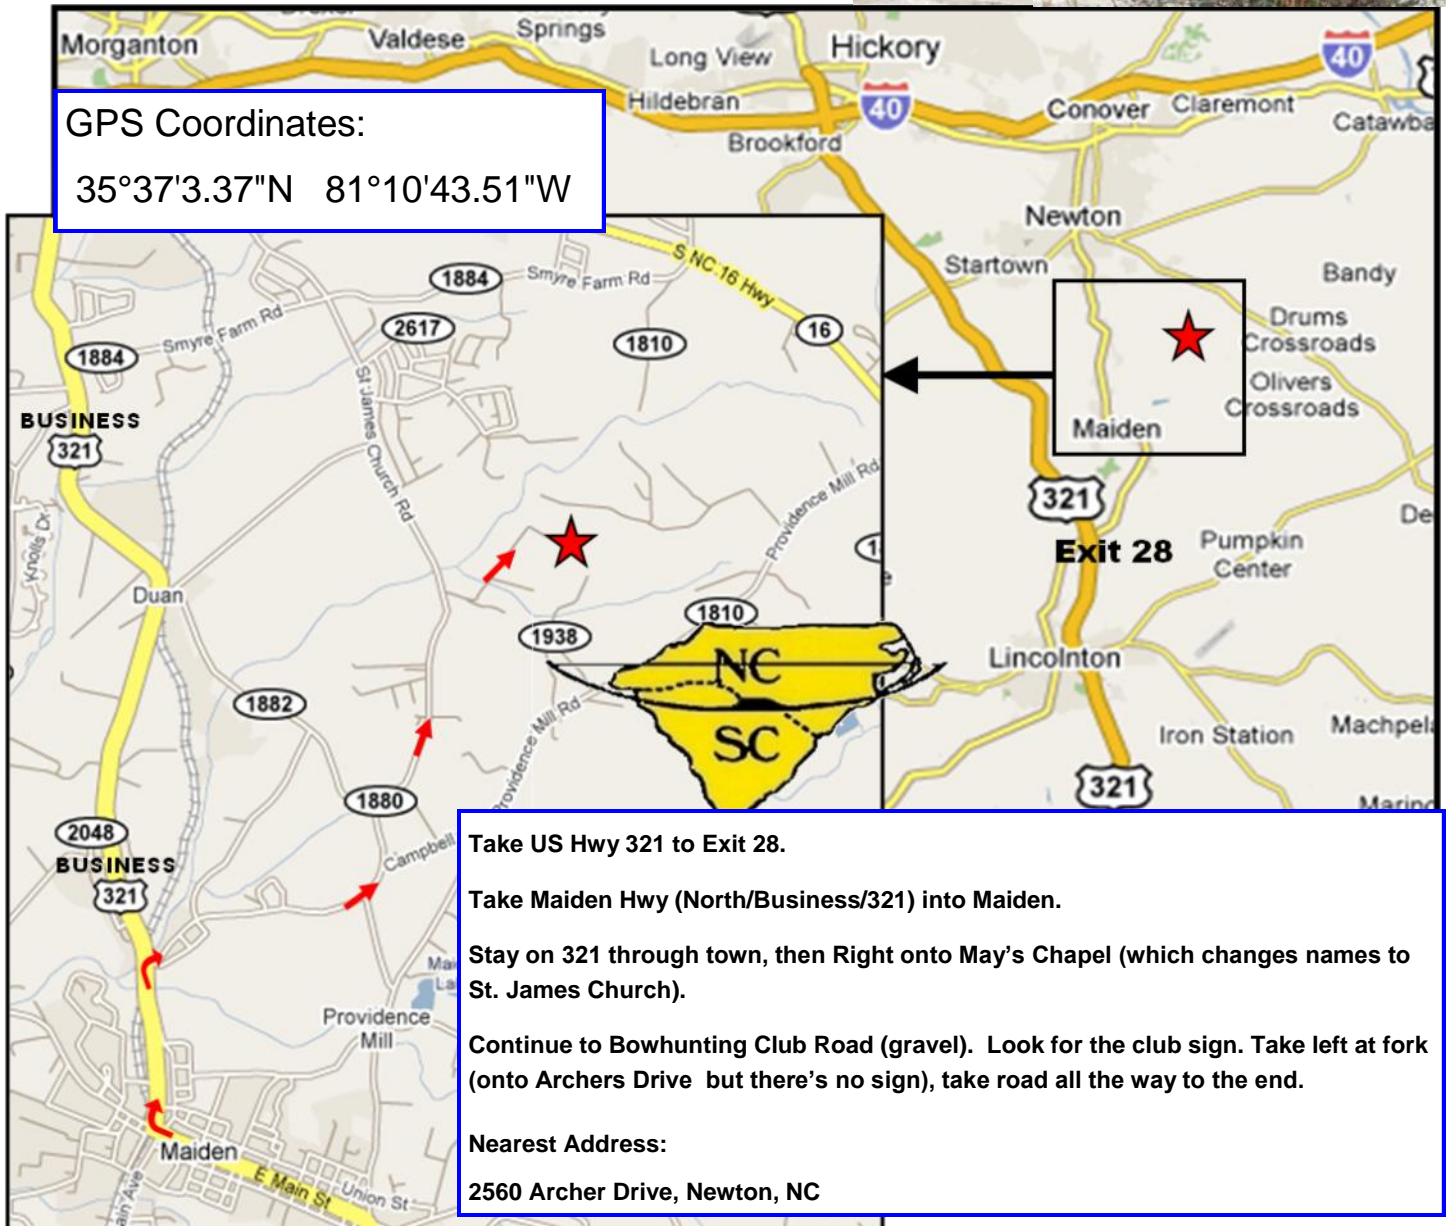 Morganton
Valdese
Springs
Long View
Hickory
40
Hildebran
40
Conover
Claremont
Catawba
Brookford
GPS Coordinates:
35°37'3.37"N 81°10'43.51"W
Newton
Startown
Bandy
Drums
Crossroads
Olivers
Crossroads
Maiden
321
Exit 28
Pumpkin
Center
De
Lincolnton
Iron Station
Machpel
321
S NC 16 Hwy
1884
Smyre Farm Rd
2617
1810
16
Smyre Farm Rd
1884
St James Church Rd
BUSINESS
321
Knolls Dr
Providence Mill Rd
Duan
1938
1810
NC
SC
1882
Providence Mill Rd
1880
2048
BUSINESS
321
Campbell
Providence
Mill
Maiden
E Main St
Union St
ain Ave
Take US Hwy 321 to Exit 28.
Take Maiden Hwy (North/Business/321) into Maiden.
Stay on 321 through town, then Right onto May’s Chapel (which changes names to
St. James Church).
Continue to Bowhunting Club Road (gravel). Look for the club sign. Take left at fork
(onto Archers Drive but there’s no sign), take road all the way to the end.
Nearest Address:
2560 Archer Drive, Newton, NC